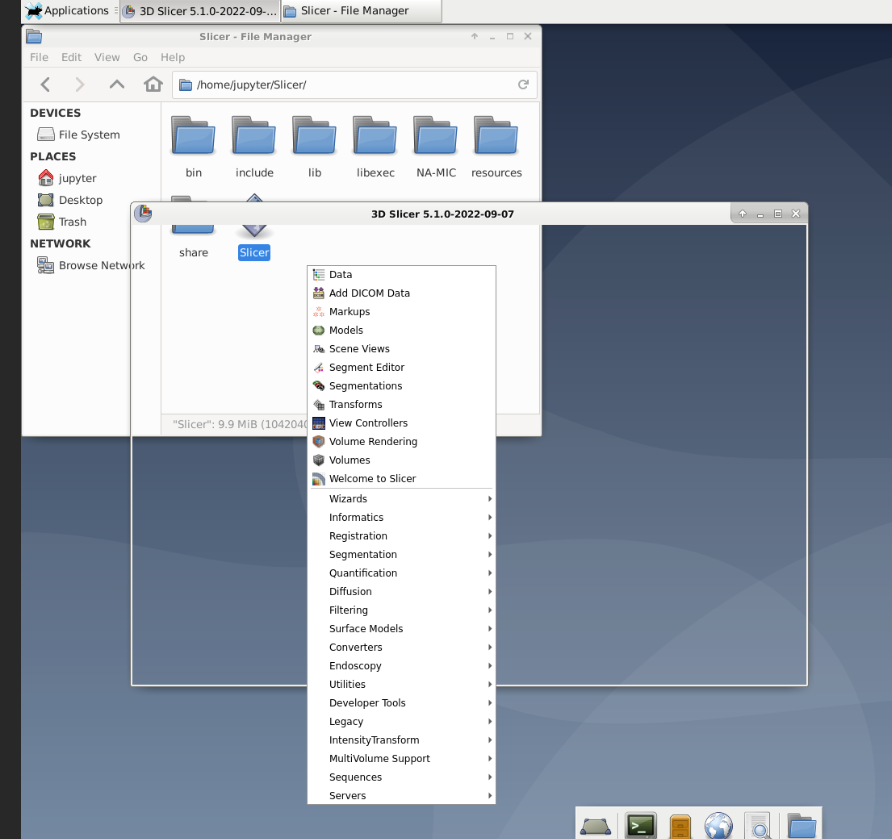 Applications
3D Slicer 5.1.0-2022-09-...
Slicer - File Manager
Slicer - File Manager
File Edit View Go Help
/home/jupyter/Slicer/
DEVICES
File System
PLACES
jupyter
Desktop
Trash
NETWORK
Browse Network
bin include lib libexec NA-MIC resources
3D Slicer 5.1.0-2022-09-07
share Slicer
"Slicer": 9.9 MiB (1042040
Data
Add DICOM Data
Markups
Models
Scene Views
Segment Editor
Segmentations
Transforms
View Controllers
Volume Rendering
Volumes
Welcome to Slicer
Wizards
Informatics
Registration
Segmentation
Quantification
Diffusion
Filtering
Surface Models
Converters
Endoscopy
Utilities
Developer Tools
Legacy
IntensityTransform
MultiVolume Support
Sequences
Servers